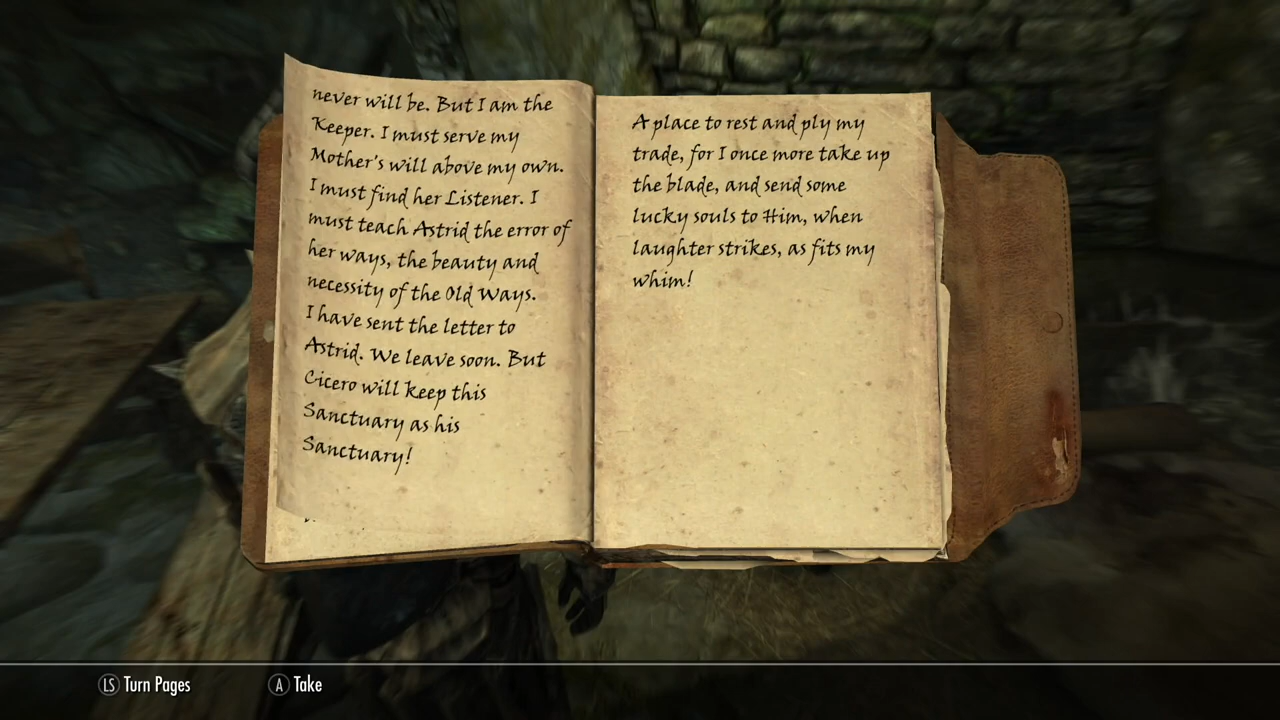 never will be. But I am the
Keeper. I must serve my
Mother's will above my own.
I must find her Listener. I
must teach Astrid the error of
her ways, the beauty and
necessity of the Old Ways.
I have sent the letter to
Astrid. We leave soon. But
Cicero will keep this
Sanctuary as his
Sanctuary!
A place to rest and ply my
trade, for I once more take up
the blade, and send some
lucky souls to Him, when
laughter strikes, as fits my
whim!
LS Turn Pages
A Take